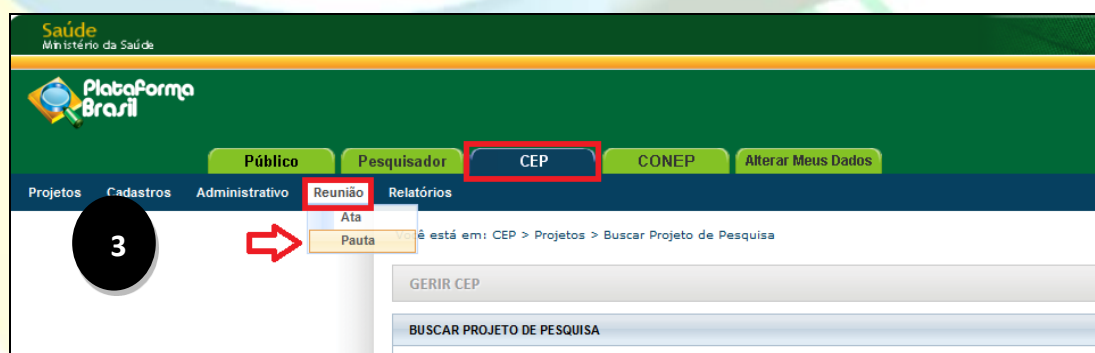 Saúde
Ministério da Saúde
Plataforma
Brasil
Público Pesquisador CEP CONEP Alterar Meus Dados
Projetos Cadastros Administrativo Reunião Relatórios
Ata
Pauta
ê está em: CEP > Projetos > Buscar Projeto de Pesquisa
3
GERIR CEP
BUSCAR PROJETO DE PESQUISA